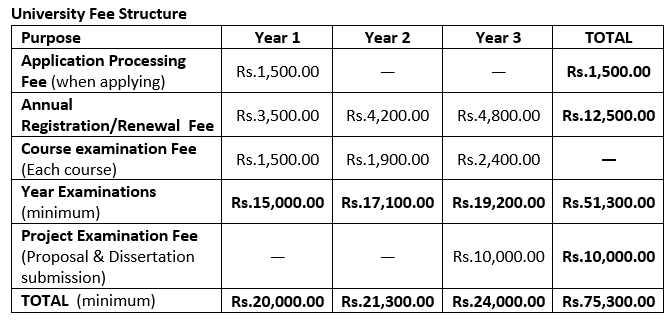 University Fee Structure
Purpose Year 1 Year 2 Year 3 TOTAL
Application Processing
Fee (when applying) Rs.1,500.00 — — Rs.1,500.00
Annual
Registration/Renewal Fee Rs.3,500.00 Rs.4,200.00 Rs.4,800.00 Rs.12,500.00
Course examination Fee
(Each course) Rs.1,500.00 Rs.1,900.00 Rs.2,400.00 —
Year Examinations
(minimum) Rs.15,000.00 Rs.17,100.00 Rs.19,200.00 Rs.51,300.00
Project Examination Fee
(Proposal & Dissertation
submission) — — Rs.10,000.00 Rs.10,000.00
TOTAL (minimum) Rs.20,000.00 Rs.21,300.00 Rs.24,000.00 Rs.75,300.00